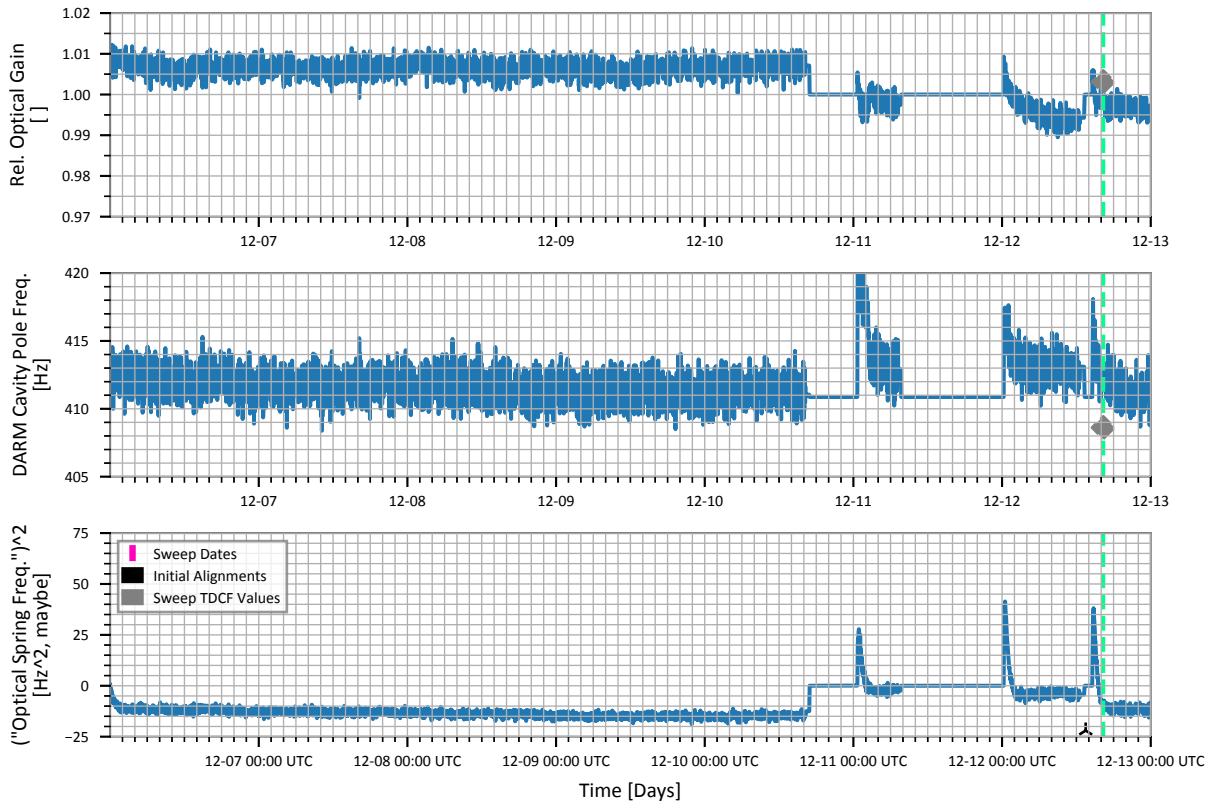 1.02
1.01
1.00
0.99
0.98
0.97
Rel. Optical Gain
[ ]
12-07
12-08
12-09
12-10
12-11
12-12
12-13
420
415
410
405
DARM Cavity Pole Freq.
[Hz]
12-07
12-08
12-09
12-10
12-11
12-12
12-13
75
50
25
0
−25
("Optical Spring Freq.")^2
[Hz^2, maybe]
Sweep Dates
Initial Alignments
Sweep TDCF Values
12-07 00:00 UTC
12-08 00:00 UTC
12-09 00:00 UTC
12-10 00:00 UTC
12-11 00:00 UTC
12-12 00:00 UTC
12-13 00:00 UTC
Time [Days]